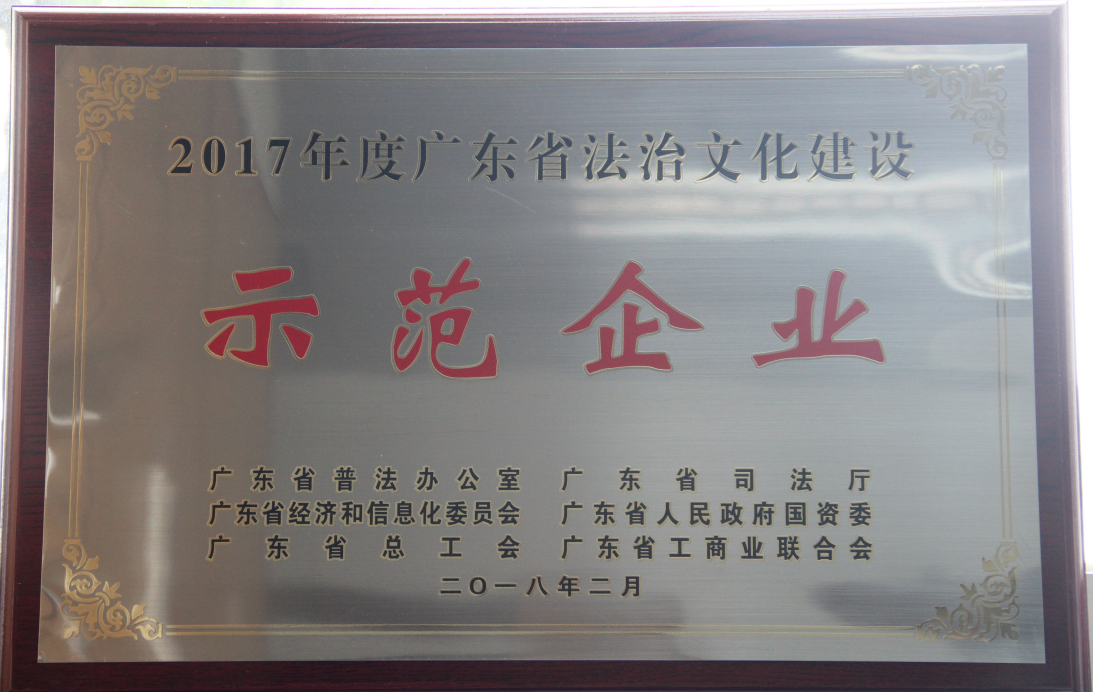 2017年度广东省法治文化建设
示范企业
广东省普法办公室 广东省司法厅
广东省经济和信息化委员会 广东省人民政府国资委
广东省总工会 广东省工商业联合会
二〇一八年二月